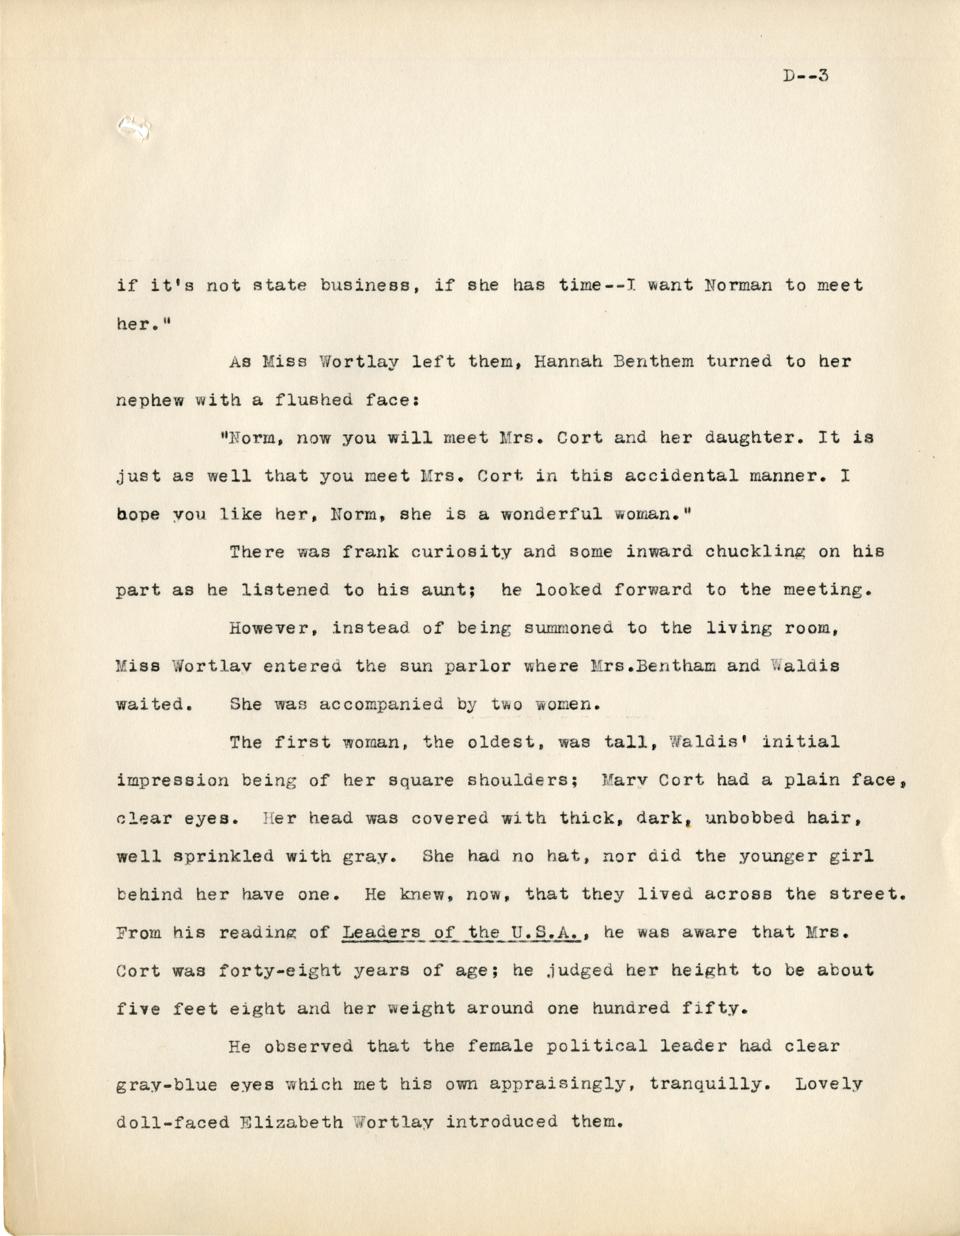 D--3
if it's not state business, if she has time--I want Norman to meet
her."
As Miss Wortlay left them, Hannah Benthem turned to her
nephew with a flushed face:
"Norm, now you will meet Mrs. Cort and her daughter. It is
just as well that you meet Mrs. Cort in this accidental manner. I
hope you like her, Norm, she is a wonderful woman."
There was frank curiosity and some inward chuckling on his
part as he listened to his aunt;  he looked forward to the meeting.
However, instead of being summoned to the living room,
Miss Wortlay entered the sun parlor where Mrs.Bentham and Waldis
waited.  She was accompanied by two women.
The first woman, the oldest, was tall, Waldis' initial
impression being of her square shoulders;  Mary Cort had a plain face,
clear eyes.  Her head was covered with thick, dark, unbobbed hair,
well sprinkled with gray.  She had no hat, nor did the younger girl
behind her have one.  He knew, now, that they lived across the street.
From his reading of Leaders of the U.S.A., he was aware that Mrs.
Cort was forty-eight years of age; he judged her height to be about
five feet eight and her weight around one hundred fifty.
He observed that the female political leader had clear
gray-blue eyes which met his own appraisingly, tranquilly.  Lovely
doll-faced Elizabeth Wortlay introduced them.